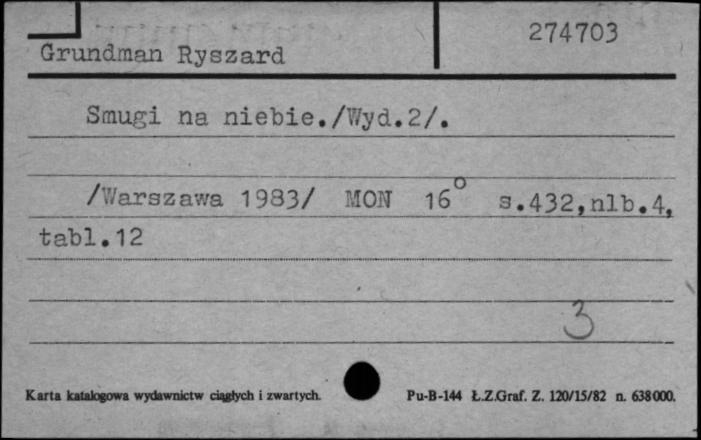 274703
Grundman Ryszard
Smugi na niebie./Wyd.2/.
/Warszawa 1983/ MON 16° s.432,nlb.4,
tabl.12
3
Karta katalogowa wydawnictw ciągłych i zwartych. Pu-B-144 Ł.Z.Graf. Z. 120/15/82 n. 638000.